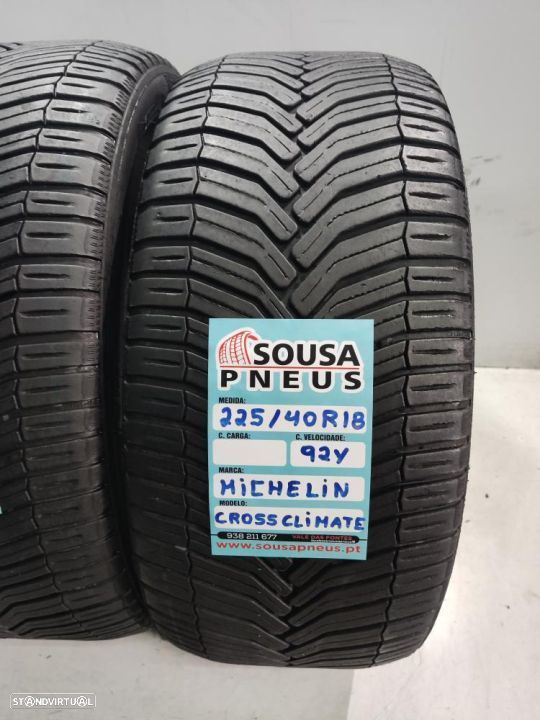 SOUSA
PNEUS
MEDIDA:
225/40R18
C. CARGA:
C. VELOCIDADE:
92Y
MARCA:
MiCHELiN
MODELO:
CROSSCLiMATE
938 211 677
VALE DAS FONTES
www.sousapneus.pt
STANDVIRTUAL